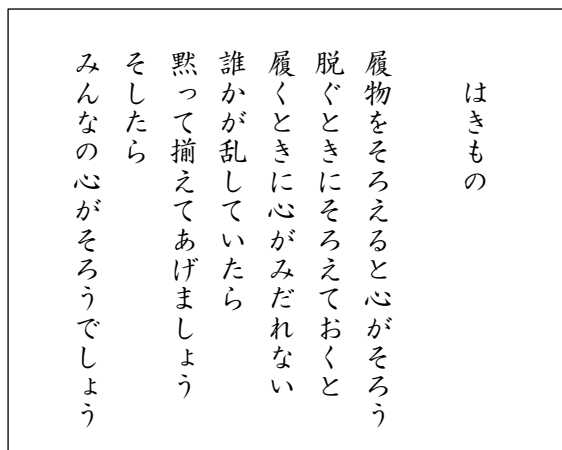 はきもの
履物をそろえると心がそろう
脱ぐときにそろえておくと
履くときに心がみだれない
誰かが乱していたら
黙って揃えてあげましょう
そしたら
みんなの心がそろうでしょう